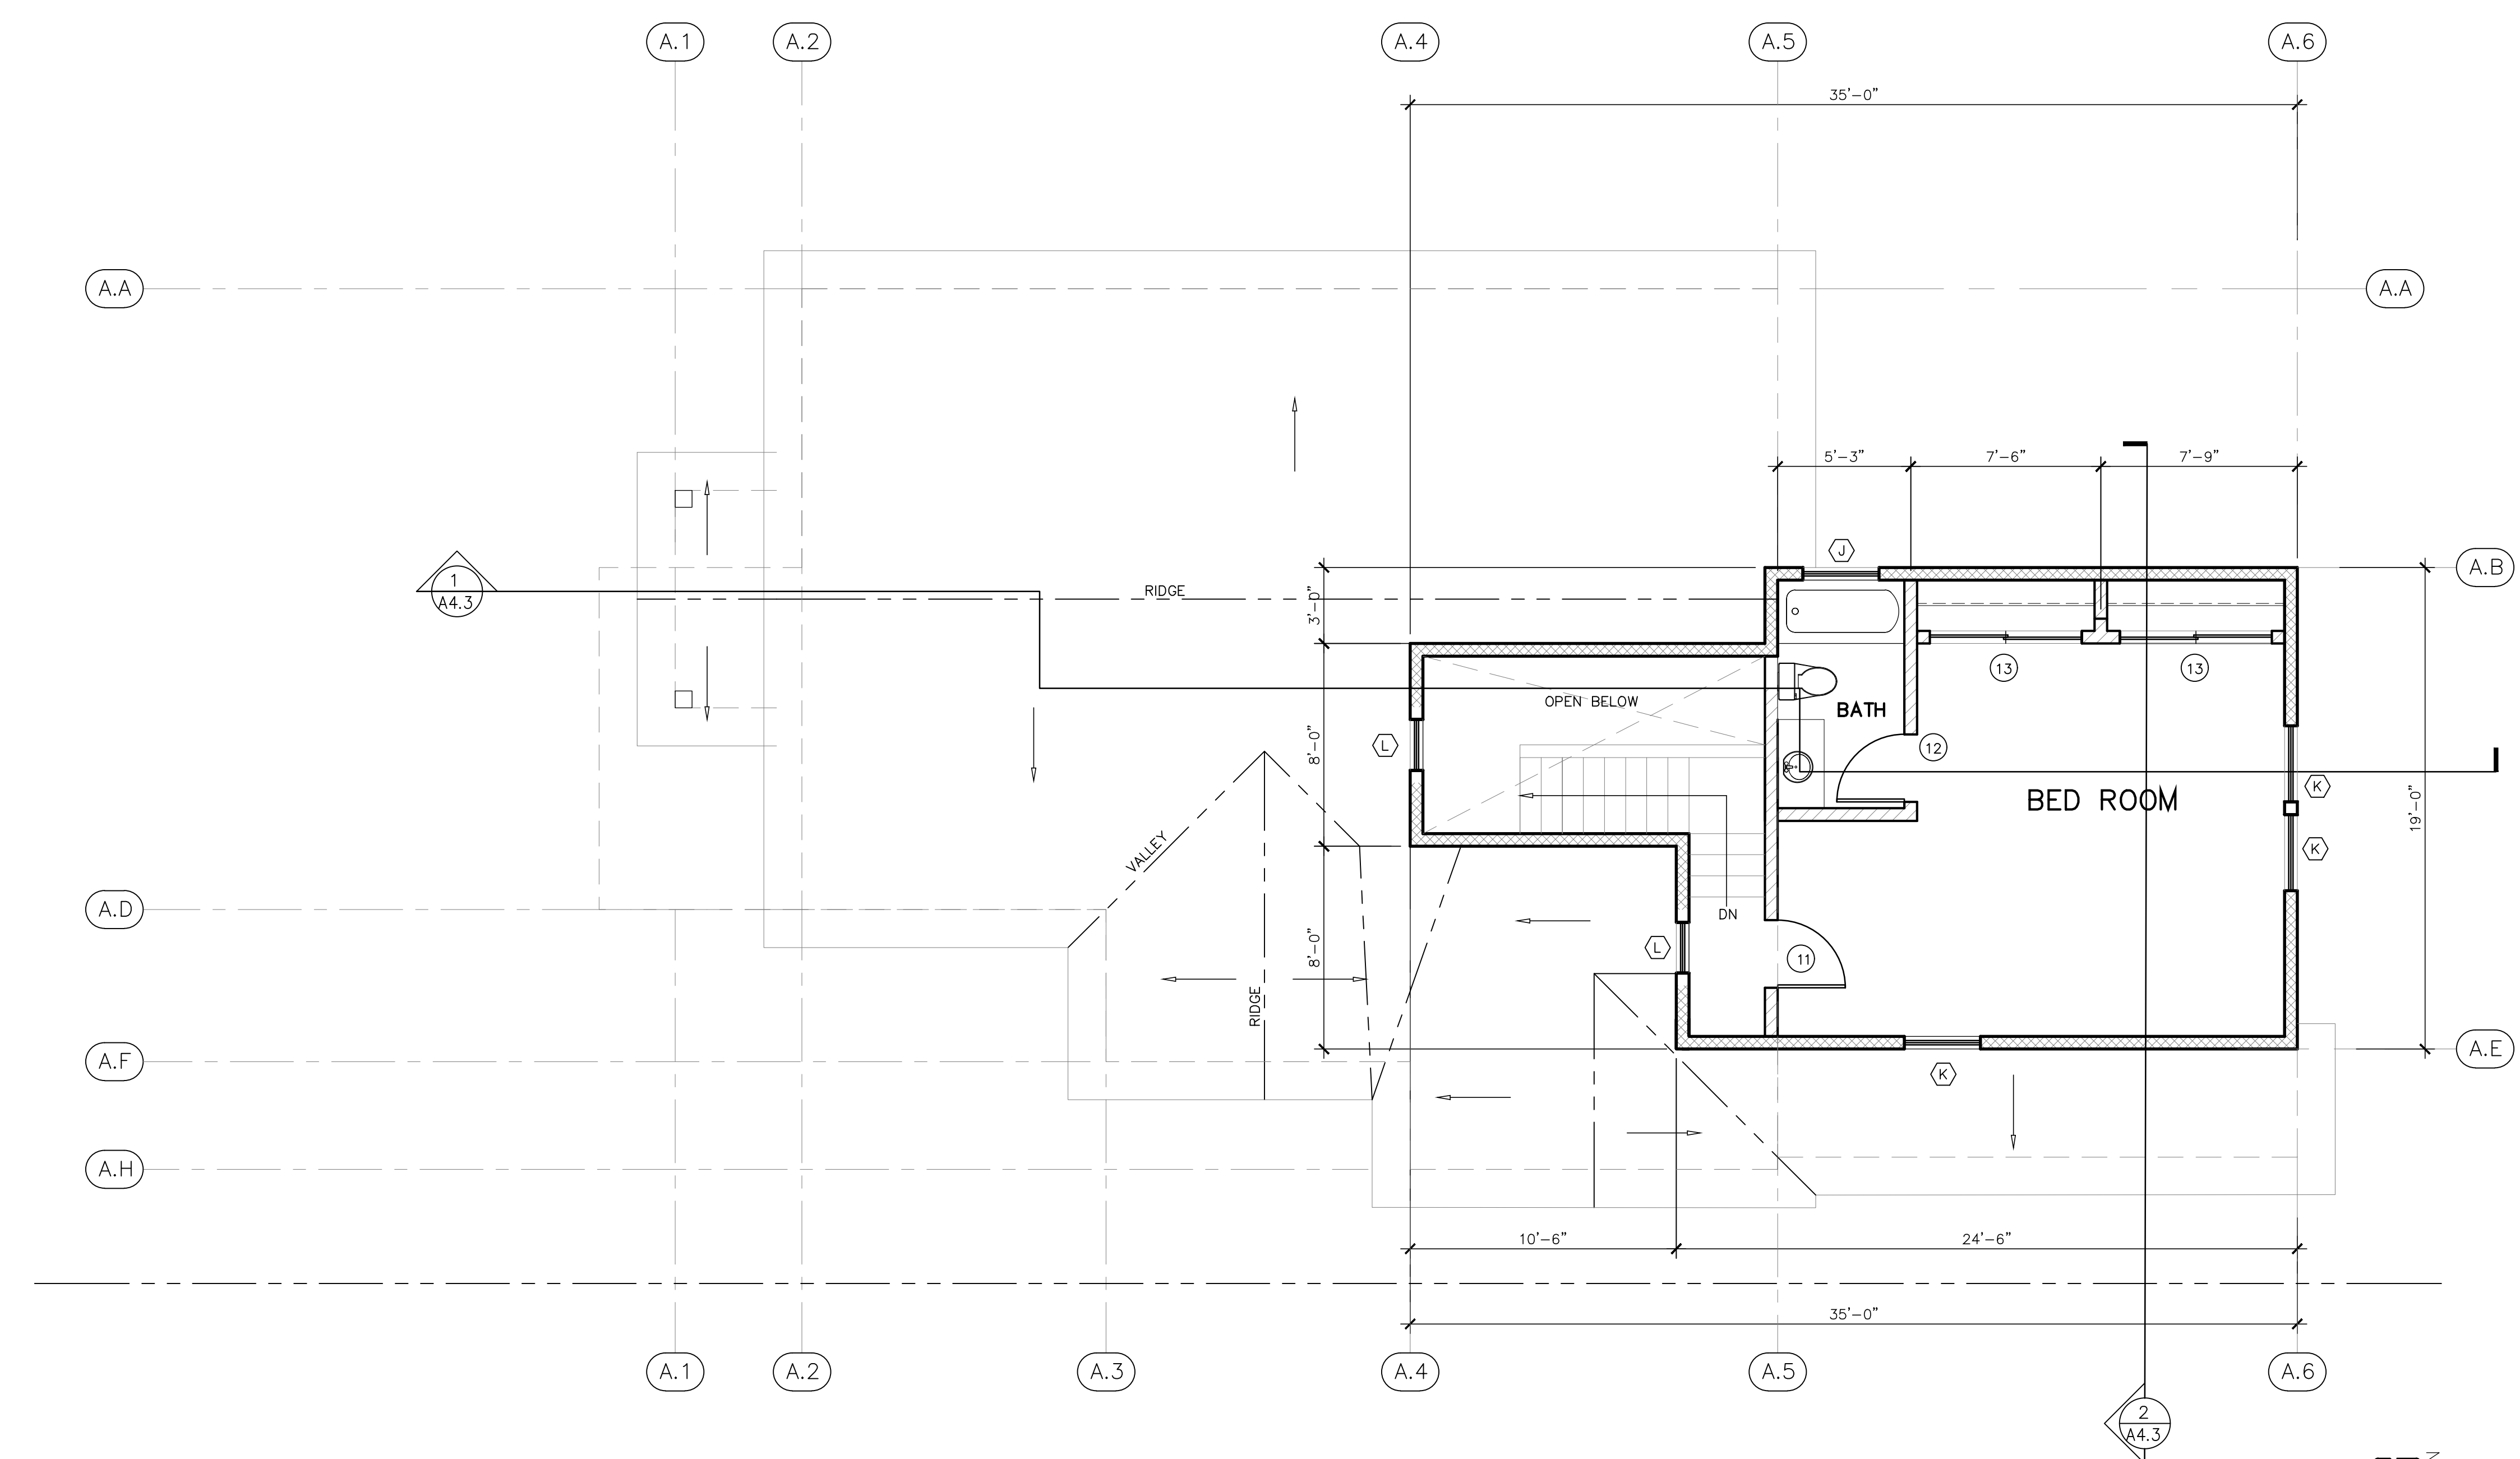 A.1
A.2
A.4
A.5
A.6
35'-0"
A.A
A.A
5'-3"
7'-6"
7'-9"
J
A.B
1
A4.3
RIDGE
3'-0"
13
13
OPEN BELOW
BATH
L
8'-0"
12
K
BED ROOM
19'-0"
VALLEY
K
A.D
DN
L
8'-0"
11
RIDGE
A.F
A.E
K
A.H
10'-6"
24'-6"
35'-0"
A.1
A.2
A.3
A.4
A.5
A.6
2
A4.3